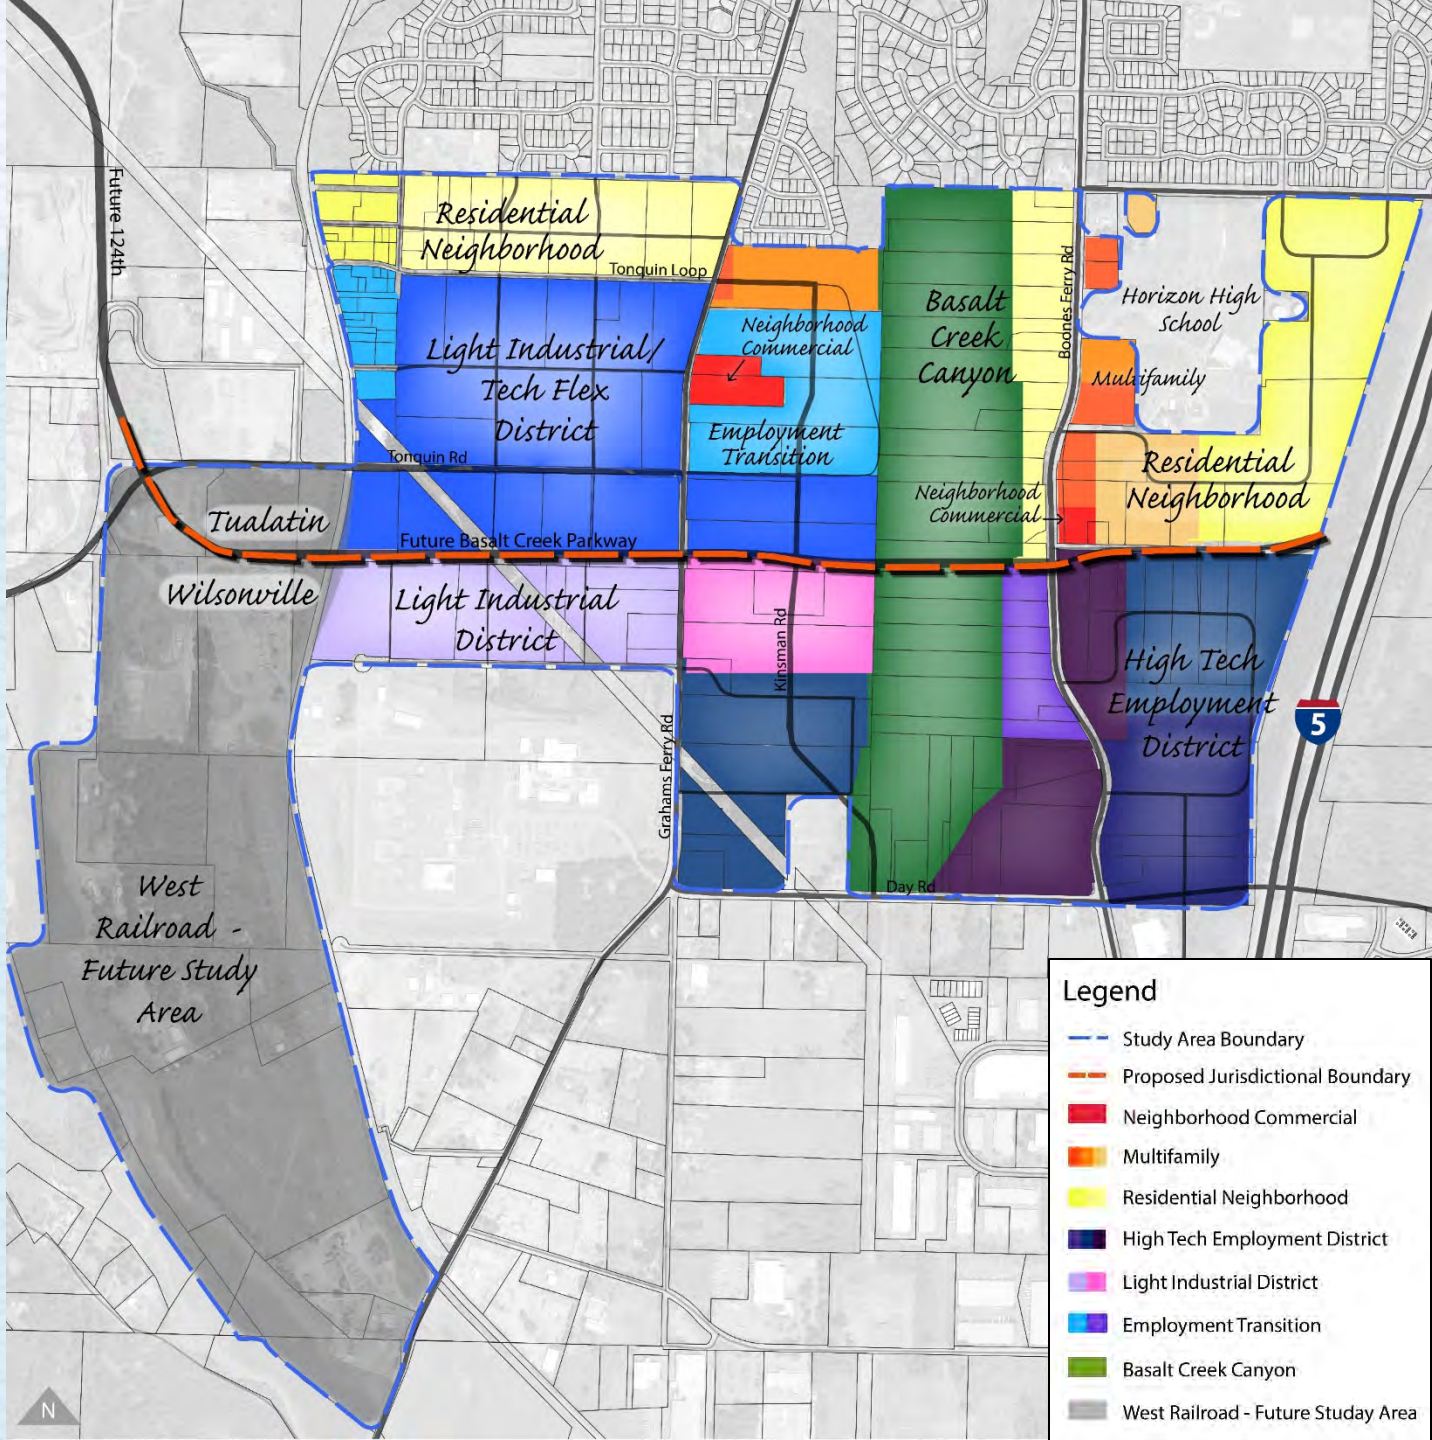 Future 124th
Residential
Neighborhood
Tonquin Loop
Light Industrial/
Tech Flex
District
Neighborhood
Commercial
Employment
Transition
Basalt
Creek
Canyon
Boones Ferry Rd
Horizon High
School
Multifamily
Residential
Neighborhood
Neighborhood
Commercial
Tonquin Rd
Tualatin
Future Basalt Creek Parkway
Wilsonville
Light Industrial
District
Kinsman Rd
Grahams Ferry Rd
High Tech
Employment
District
5
Day Rd
West
Railroad -
Future Study
Area
N
Legend
Study Area Boundary
Proposed Jurisdictional Boundary
Neighborhood Commercial
Multifamily
Residential Neighborhood
High Tech Employment District
Light Industrial District
Employment Transition
Basalt Creek Canyon
West Railroad - Future Studay Area